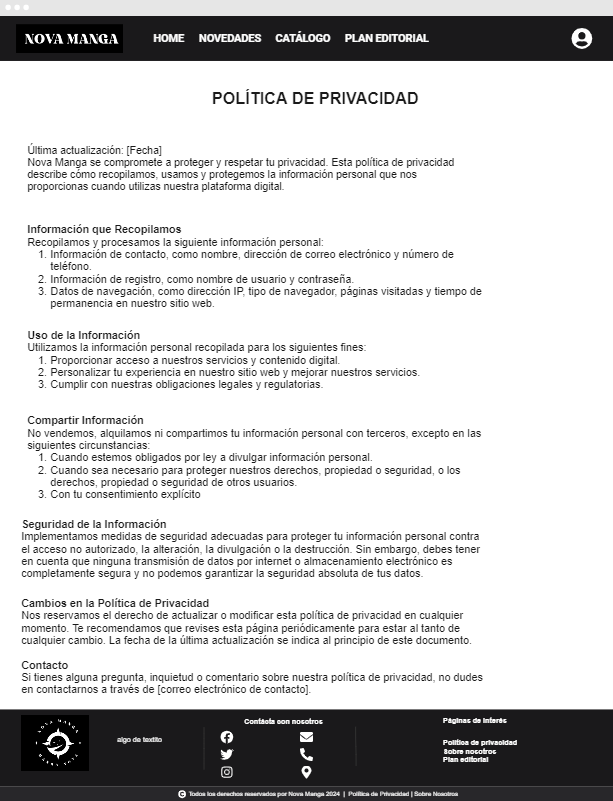 NOVA MANGA
HOME NOVEDADES CATÁLOGO PLAN EDITORIAL
POLÍTICA DE PRIVACIDAD
Última actualización: [Fecha]
Nova Manga se compromete a proteger y respetar tu privacidad. Esta política de privacidad
describe cómo recopilamos, usamos y protegemos la información personal que nos
proporcionas cuando utilizas nuestra plataforma digital.
Información que Recopilamos
Recopilamos y procesamos la siguiente información personal:
1. Información de contacto, como nombre, dirección de correo electrónico y número de
teléfono.
2. Información de registro, como nombre de usuario y contraseña.
3. Datos de navegación, como dirección IP, tipo de navegador, páginas visitadas y tiempo de
permanencia en nuestro sitio web.
Uso de la Información
Utilizamos la información personal recopilada para los siguientes fines:
1. Proporcionar acceso a nuestros servicios y contenido digital.
2. Personalizar tu experiencia en nuestro sitio web y mejorar nuestros servicios.
3. Cumplir con nuestras obligaciones legales y regulatorias.
Compartir Información
No vendemos, alquilamos ni compartimos tu información personal con terceros, excepto en las
siguientes circunstancias:
1. Cuando estemos obligados por ley a divulgar información personal.
2. Cuando sea necesario para proteger nuestros derechos, propiedad o seguridad, o los
derechos, propiedad o seguridad de otros usuarios.
3. Con tu consentimiento explícito
Seguridad de la Información
Implementamos medidas de seguridad adecuadas para proteger tu información personal contra
el acceso no autorizado, la alteración, la divulgación o la destrucción. Sin embargo, debes tener
en cuenta que ninguna transmisión de datos por internet o almacenamiento electrónico es
completamente segura y no podemos garantizar la seguridad absoluta de tus datos.
Cambios en la Política de Privacidad
Nos reservamos el derecho de actualizar o modificar esta política de privacidad en cualquier
momento. Te recomendamos que revises esta página periódicamente para estar al tanto de
cualquier cambio. La fecha de la última actualización se indica al principio de este documento.
Contacto
Si tienes alguna pregunta, inquietud o comentario sobre nuestra política de privacidad, no dudes
en contactarnos a través de [correo electrónico de contacto].
NOVA MANGA
algo de textito
Contácta con nosotros
Páginas de interés
Política de privacidad
Sobre nosotros
Plan editorial
Todos los derechos reservados por Nova Manga 2024 | Política de Privacidad | Sobre Nosotros